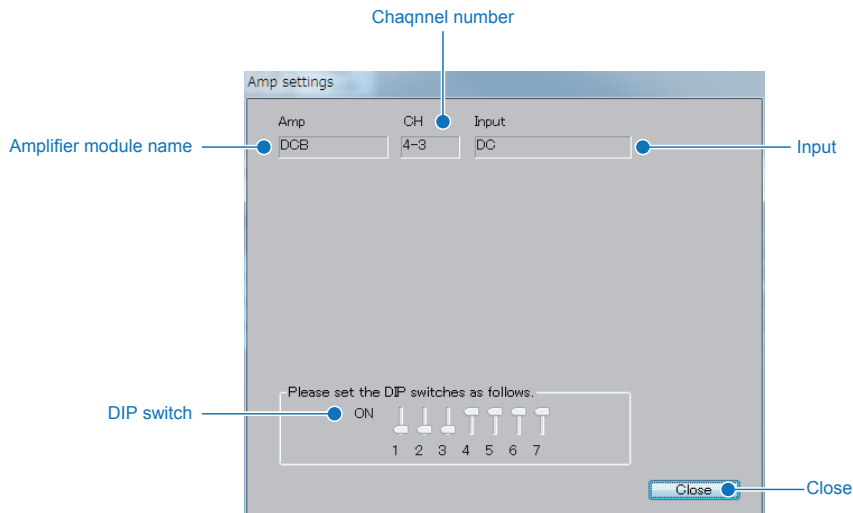 Chaqnnel number
Amp settings
Amp CH Input
Amplifier module name DCB 4-3 DC Input
Please set the DIP switches as follows.
DIP switch ON
1 2 3 4 5 6 7
Close Close